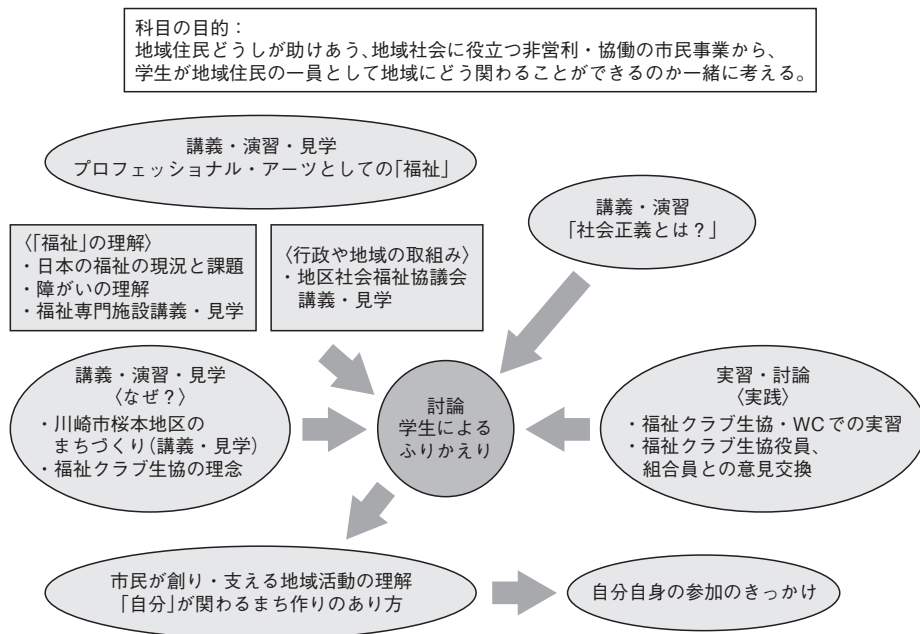 科目の目的：
地域住民どうしが助けあう、地域社会に役立つ非営利・協働の市民事業から、
学生が地域住民の一員として地域にどう関わることができるのか一緒に考える。
講義・演習・見学
プロフェッショナル・アーツとしての「福祉」
講義・演習
「社会正義とは？」
〈「福祉」の理解〉
・日本の福祉の現況と課題
・障がいの理解
・福祉専門施設講義・見学
〈行政や地域の取組み〉
・地区社会福祉協議会
講義・見学
講義・演習・見学
〈なぜ？〉
・川崎市桜本地区の
まちづくり（講義・見学）
・福祉クラブ生協の理念
討論
学生による
ふりかえり
実習・討論
〈実践〉
・福祉クラブ生協・WCでの実習
・福祉クラブ生協役員、
組合員との意見交換
市民が創り・支える地域活動の理解
「自分」が関わるまち作りのあり方
自分自身の参加のきっかけ